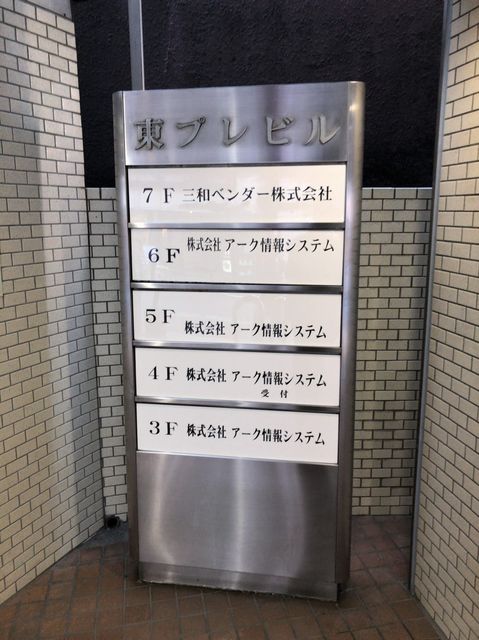 東プレビル
7F 三和ベンダー株式会社
6F 株式会社 アーク情報システム
5F 株式会社 アーク情報システム
4F 株式会社 アーク情報システム
受付
3F 株式会社 アーク情報システム